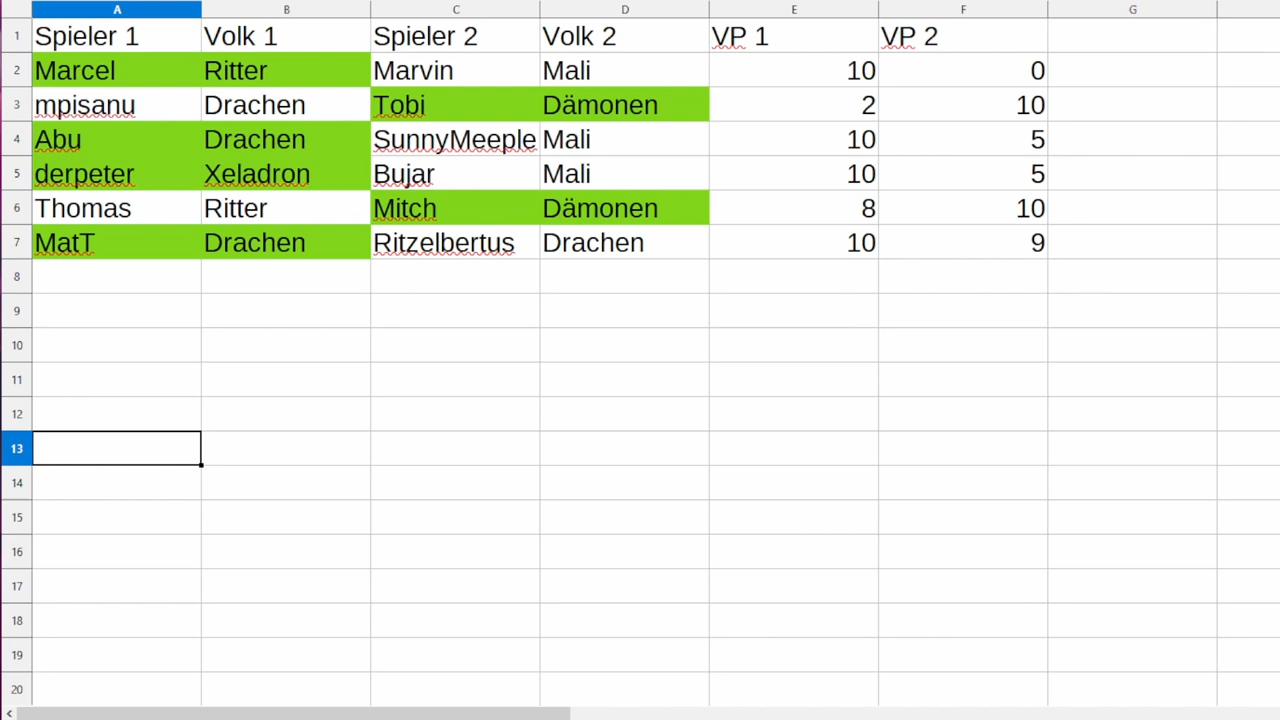 A B C D E F G
1 Spieler 1 Volk 1 Spieler 2 Volk 2 VP 1 VP 2
2 Marcel Ritter Marvin Mali 10 0
3 mpisanu Drachen Tobi Dämonen 2 10
4 Abu Drachen SunnyMeeple Mali 10 5
5 derpeter Xeladron Bujar Mali 10 5
6 Thomas Ritter Mitch Dämonen 8 10
7 MatT Drachen Ritzelbertus Drachen 10 9
8
9
10
11
12
13
14
15
16
17
18
19
20